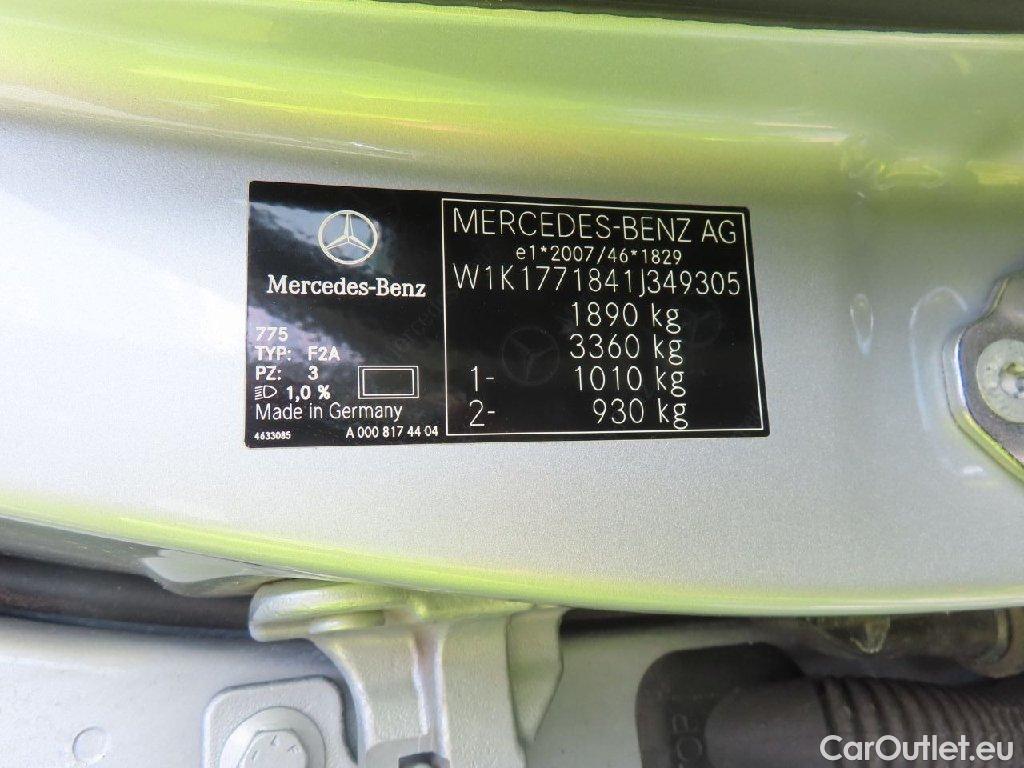 Mercedes-Benz
775
TYP: F2A
PZ: 3
1,0 %
Made in Germany
4633085 A 000 817 44 04
MERCEDES-BENZ AG
e1*2007/46*1829
W1K1771841J349305
1890 kg
3360 kg
1- 1010 kg
2- 930 kg
CarOutlet.eu